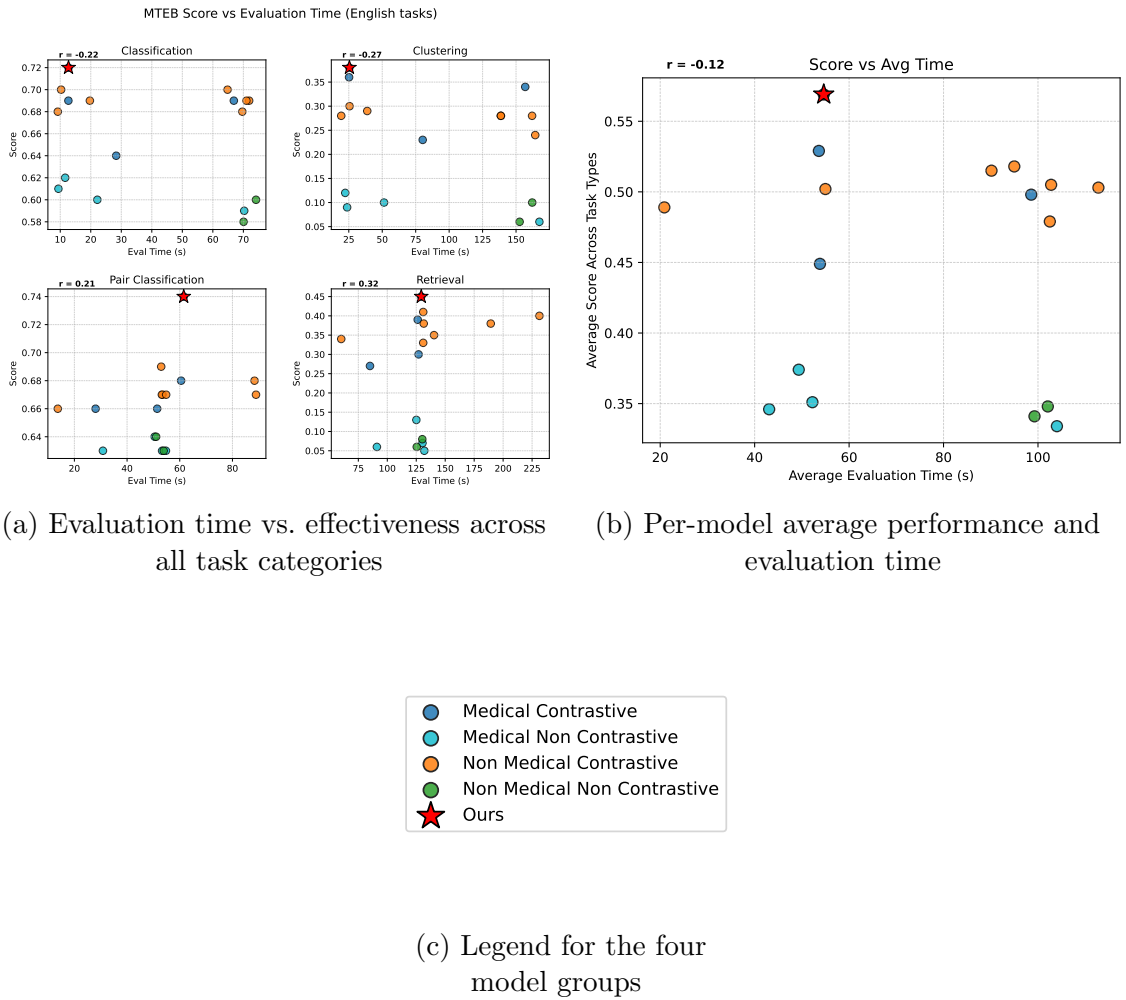 MTEB Score vs Evaluation Time (English tasks)
r = -0.22
Classification
0.72
0.70
0.68
0.66
0.64
0.62
0.60
0.58
Score
10 20 30 40 50 60 70
Eval Time (s)
r = -0.27
Clustering
0.35
0.30
0.25
0.20
0.15
0.10
0.05
Score
25 50 75 100 125 150
Eval Time (s)
r = 0.21
Pair Classification
0.74
0.72
0.70
0.68
0.66
0.64
Score
20 40 60 80
Eval Time (s)
r = 0.32
Retrieval
0.45
0.40
0.35
0.30
0.25
0.20
0.15
0.10
0.05
Score
75 100 125 150 175 200 225
Eval Time (s)
(a) Evaluation time vs. effectiveness across
all task categories
r = -0.12
Score vs Avg Time
0.55
0.50
0.45
0.40
0.35
Average Score Across Task Types
20 40 60 80 100
Average Evaluation Time (s)
(b) Per-model average performance and
evaluation time
Medical Contrastive
Medical Non Contrastive
Non Medical Contrastive
Non Medical Non Contrastive
Ours
(c) Legend for the four
model groups